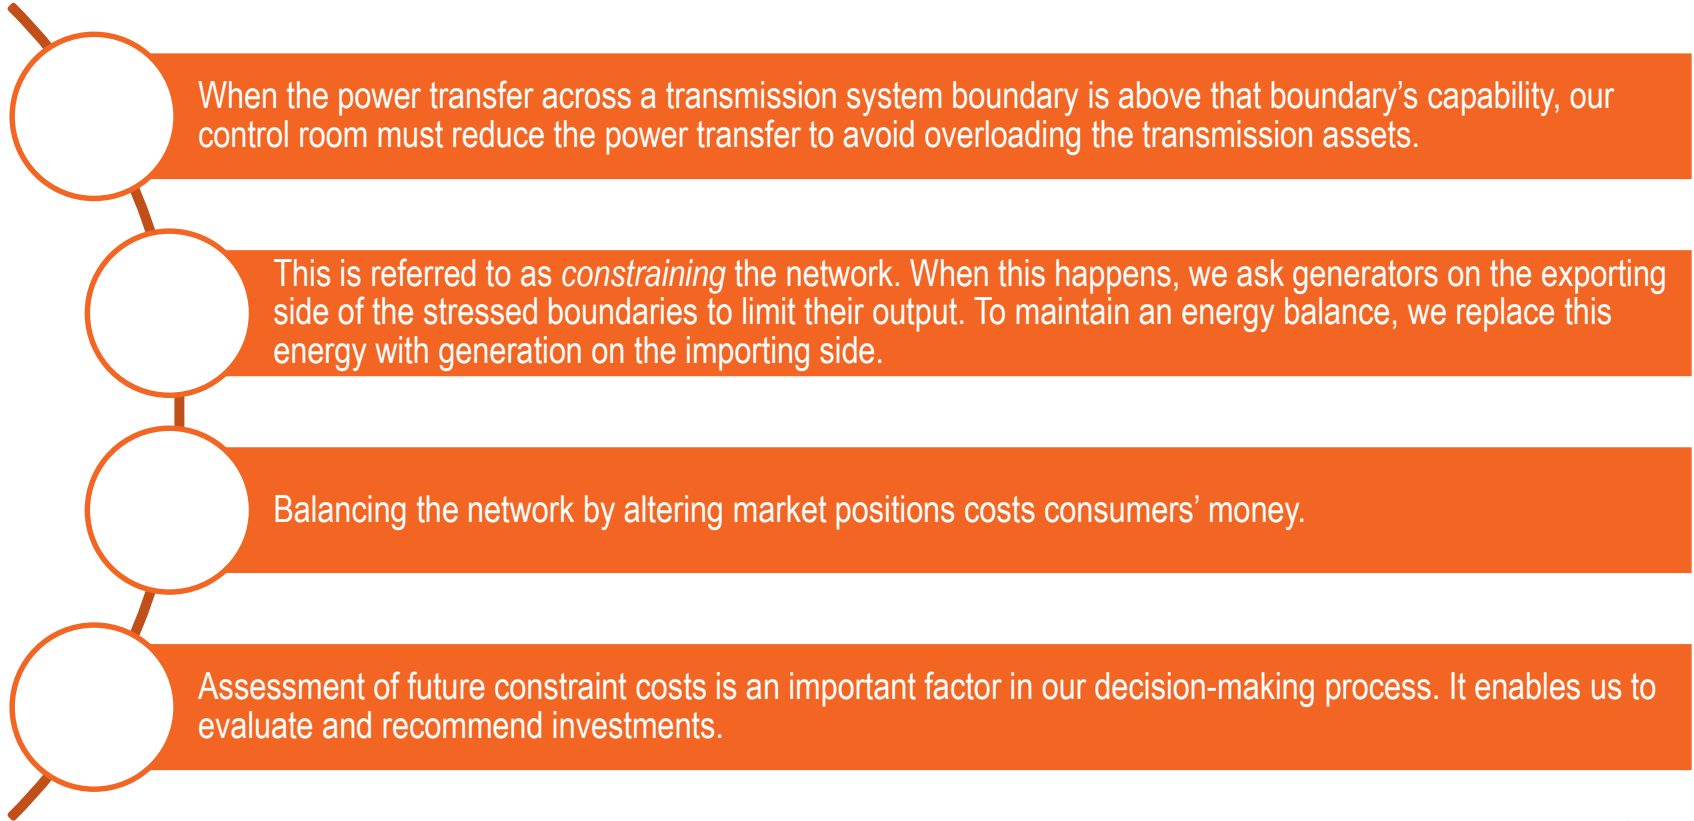 When the power transfer across a transmission system boundary is above that boundary’s capability, our
control room must reduce the power transfer to avoid overloading the transmission assets.
This is referred to as constraining the network. When this happens, we ask generators on the exporting
side of the stressed boundaries to limit their output. To maintain an energy balance, we replace this
energy with generation on the importing side.
Balancing the network by altering market positions costs consumers’ money.
Assessment of future constraint costs is an important factor in our decision-making process. It enables us to
evaluate and recommend investments.